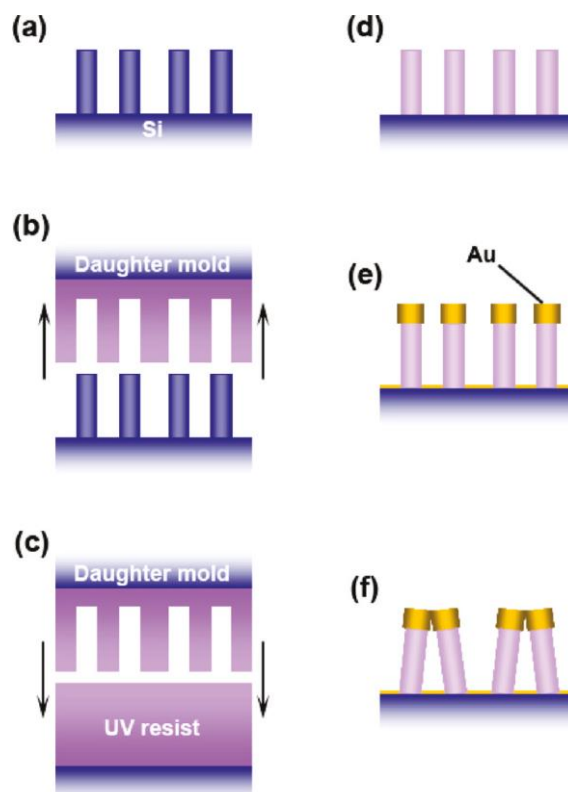 (a)
Si
(b)
Daughter mold
(c)
Daughter mold
UV resist
(d)
(e)
Au
(f)